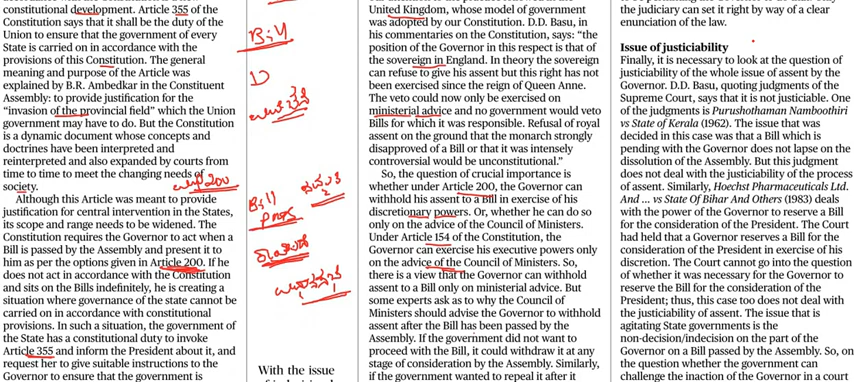 constitutional development. Article 355 of the
Constitution says that it shall be the duty of the
Union to ensure that the government of every
State is carried on in accordance with the
provisions of this Constitution. The general
meaning and purpose of the Article was
explained by B.R. Ambedkar in the Constituent
Assembly: to provide justification for the
“invasion of the provincial field” which the Union
government may have to do. But the Constitution
is a dynamic document whose concepts and
doctrines have been interpreted and
reinterpreted and also expanded by courts from
time to time to meet the changing needs of
society.
Although this Article was meant to provide
justification for central intervention in the States,
its scope and range needs to be widened. The
Constitution requires the Governor to act when a
Bill is passed by the Assembly and present it to
him as per the options given in Article 200. If he
does not act in accordance with the Constitution
and sits on the Bills indefinitely, he is creating a
situation where governance of the state cannot be
carried on in accordance with constitutional
provisions. In such a situation, the government of
the State has a constitutional duty to invoke
Article 355 and inform the President about it, and
request her to give suitable instructions to the
Governor to ensure that the government is
Bill
200
Bill
With the issue
United Kingdom, whose model of government
was adopted by our Constitution. D.D. Basu, in
his commentaries on the Constitution, says: “the
position of the Governor in this respect is that of
the sovereign in England. In theory the sovereign
can refuse to give his assent but this right has not
been exercised since the reign of Queen Anne.
The veto could now only be exercised on
ministerial advice and no government would veto
Bills for which it was responsible. Refusal of royal
assent on the ground that the monarch strongly
disapproved of a Bill or that it was intensely
controversial would be unconstitutional.”
So, the question of crucial importance is
whether under Article 200, the Governor can
withhold his assent to a Bill in exercise of his
discretionary powers. Or, whether he can do so
only on the advice of the Council of Ministers.
Under Article 154 of the Constitution, the
Governor can exercise his executive powers only
on the advice of the Council of Ministers. So,
there is a view that the Governor can withhold
assent to a Bill only on ministerial advice. But
some experts ask as to why the Council of
Ministers should advise the Governor to withhold
assent after the Bill has been passed by the
Assembly. If the government did not want to
proceed with the Bill, it could withdraw it at any
stage of consideration by the Assembly. Similarly,
if the government wanted to repeal it after it
the judiciary can set it right by way of a clear
enunciation of the law.
Issue of justiciability
Finally, it is necessary to look at the question of
justiciability of the whole issue of assent by the
Governor. D.D. Basu, quoting judgments of the
Supreme Court, says that it is not justiciable. One
of the judgments is Purushothaman Namboothiri
vs State of Kerala (1962). The issue that was
decided in this case was that a Bill which is
pending with the Governor does not lapse on the
dissolution of the Assembly. But this judgment
does not deal with the justiciability of the process
of assent. Similarly, Hoechst Pharmaceuticals Ltd.
And ... vs State Of Bihar And Others (1983) deals
with the power of the Governor to reserve a Bill
for the consideration of the President. The Court
had held that a Governor reserves a Bill for the
consideration of the President in exercise of his
discretion. The Court cannot go into the question
of whether it was necessary for the Governor to
reserve the Bill for the consideration of the
President; thus, this case too does not deal with
the justiciability of assent. The issue that is
agitating State governments is the
non-decision/indecision on the part of the
Governor on a Bill passed by the Assembly. So, on
the question whether the government can
challenge the inaction of the Governor in a court